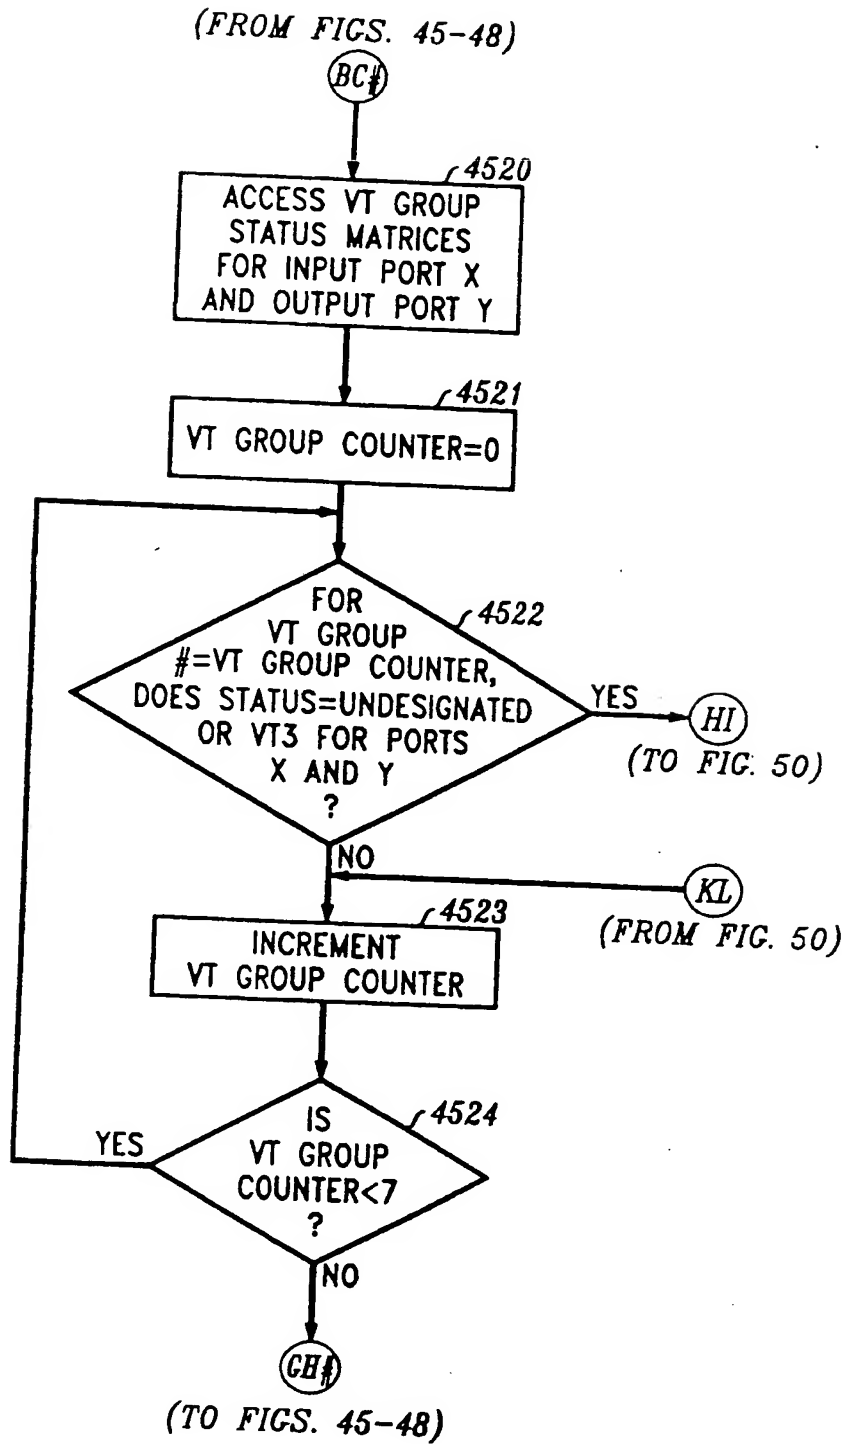 (FROM FIGS. 45-48)
BC#
4520
ACCESS VT GROUP
STATUS MATRICES
FOR INPUT PORT X
AND OUTPUT PORT Y
4521
VT GROUP COUNTER=0
4522
FOR
VT GROUP
#=VT GROUP COUNTER,
DOES STATUS=UNDESIGNATED
OR VT3 FOR PORTS
X AND Y
?
YES
HI
(TO FIG. 50)
NO
KL
(FROM FIG. 50)
4523
INCREMENT
VT GROUP COUNTER
4524
IS
VT GROUP
COUNTER<7
?
YES
NO
GH#
(TO FIGS. 45-48)